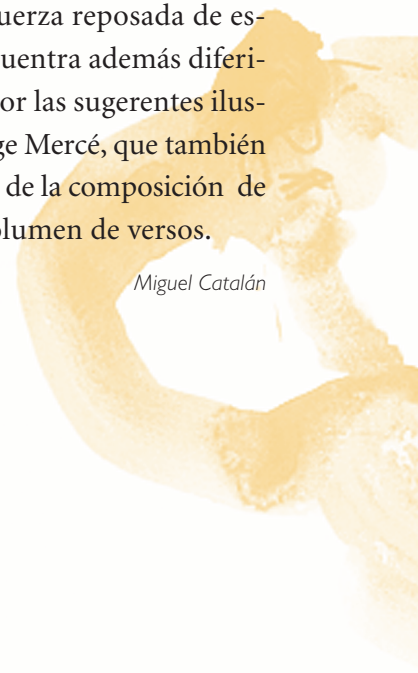 uerza reposada de es-
uentra además diferi-
or las sugerentes ilus-
ge Mercé, que también
de la composición de
olumen de versos.
Miguel Catalán